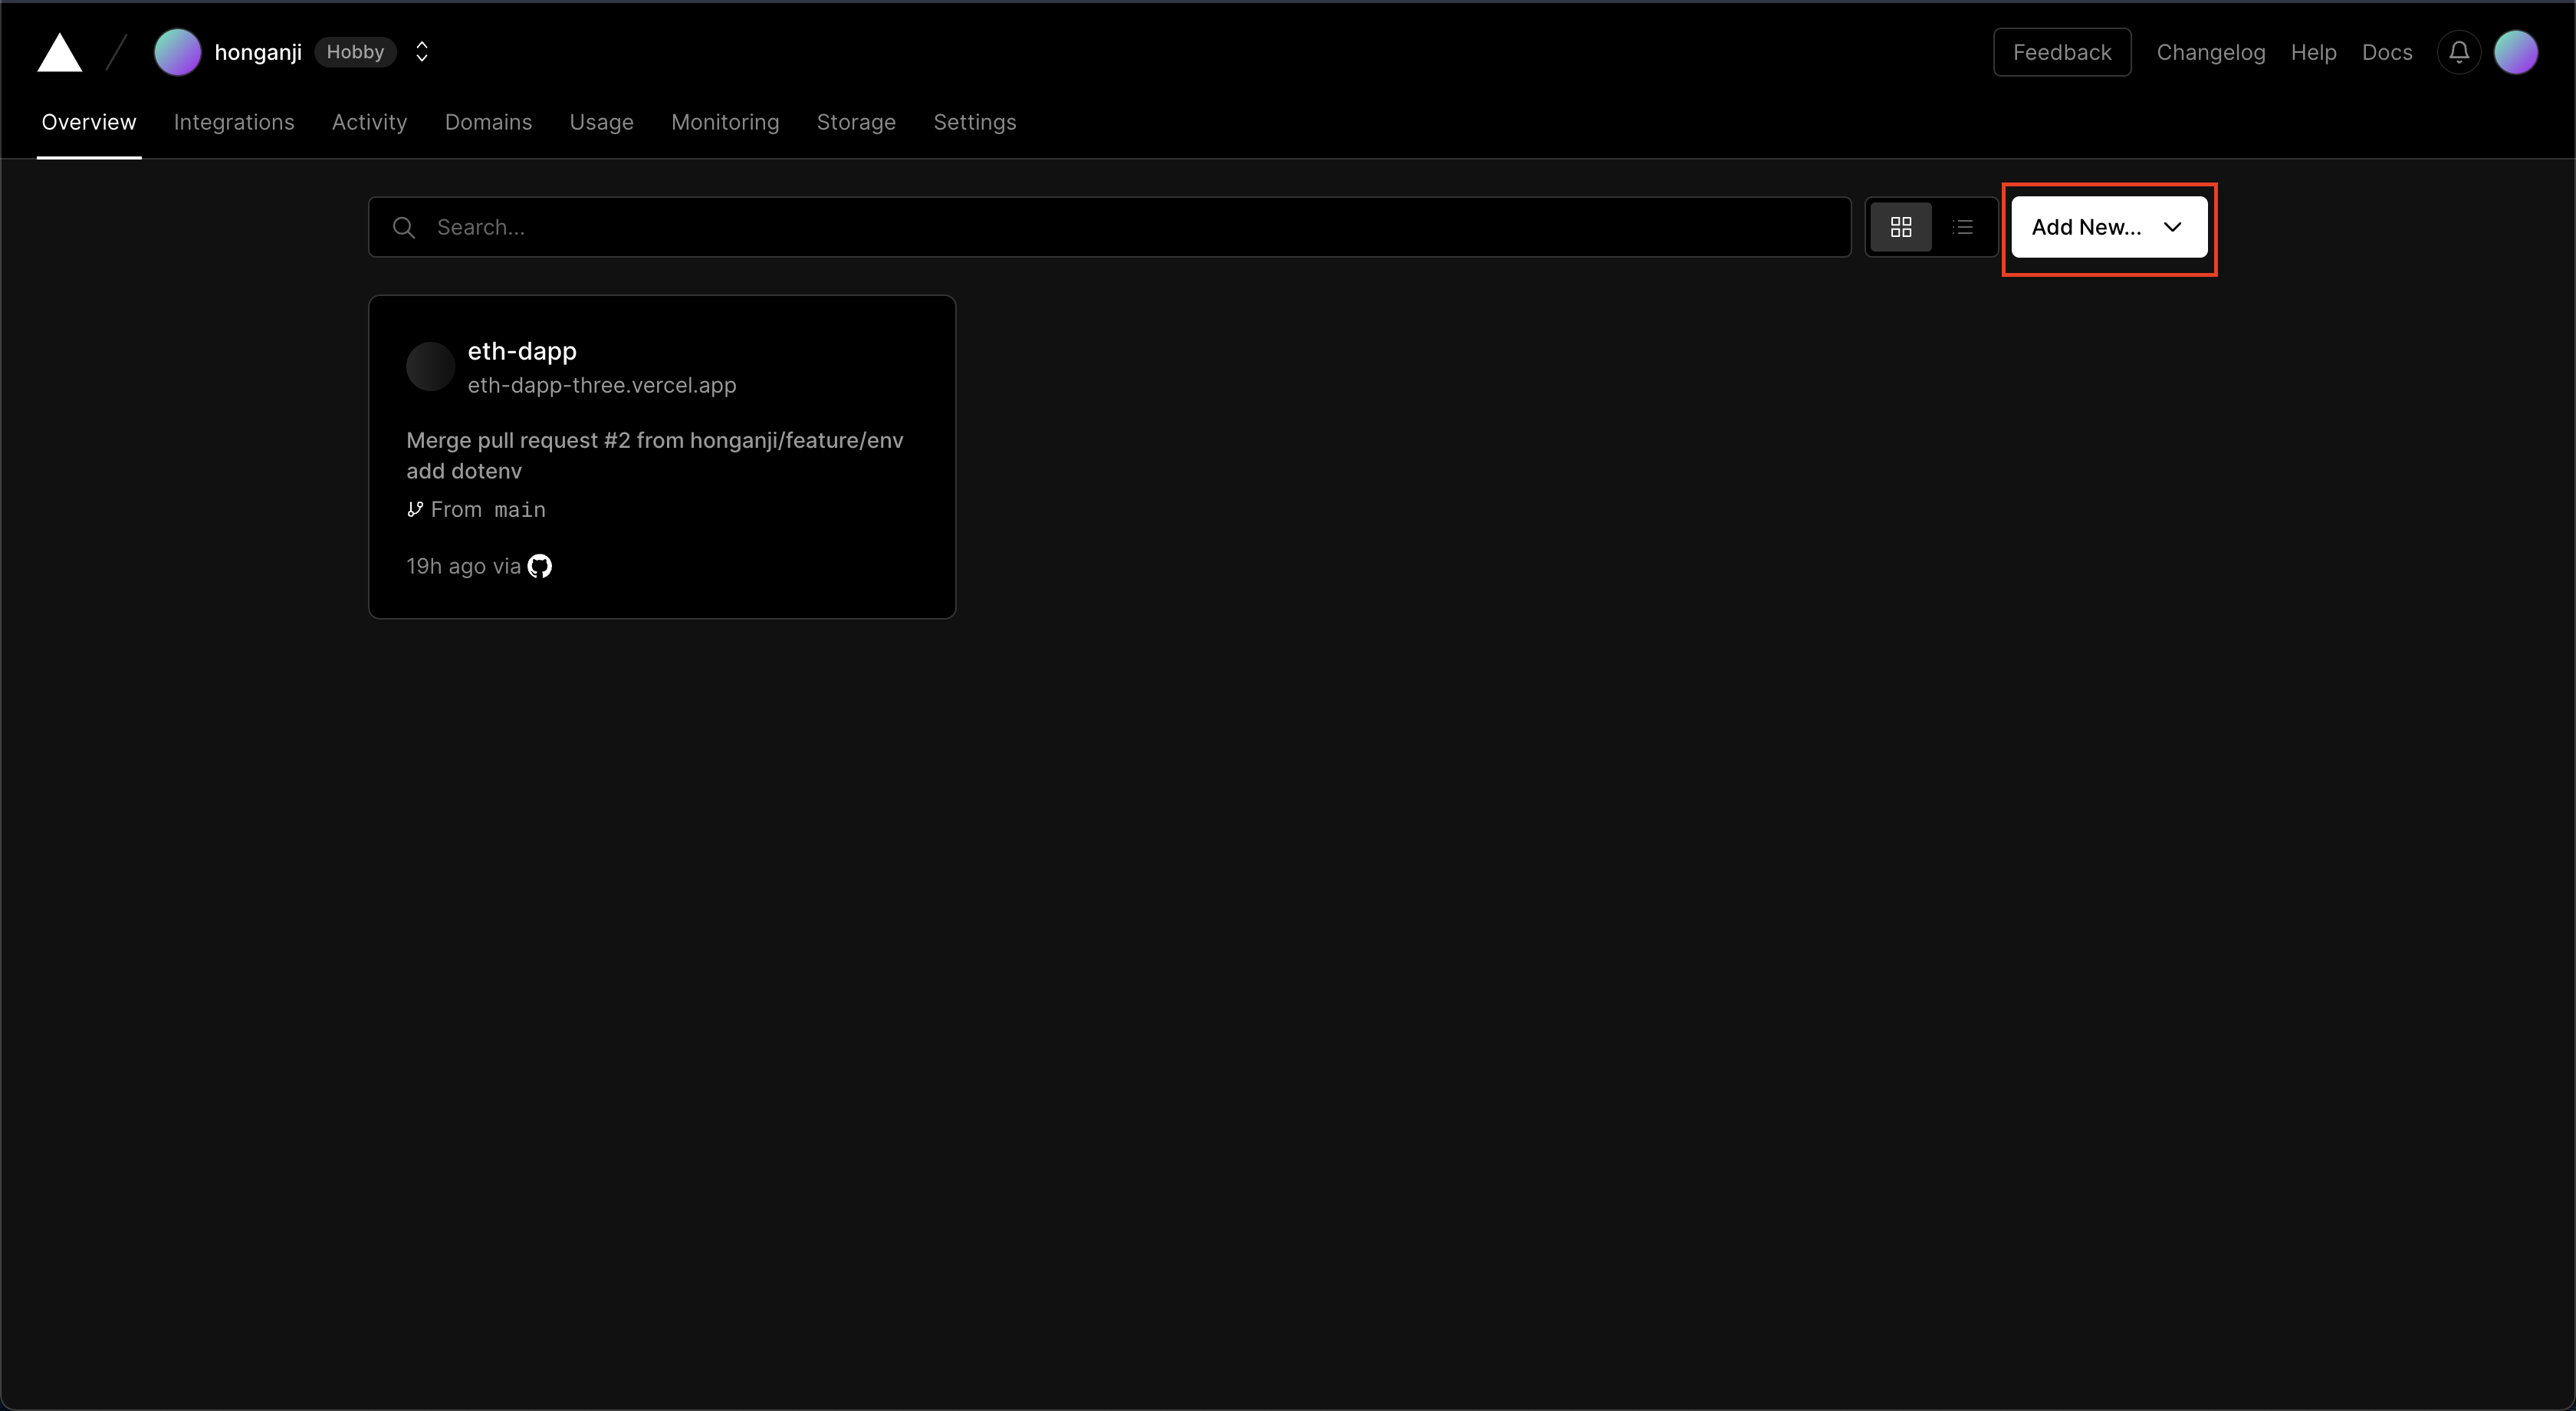 honganji Hobby
Feedback Changelog Help Docs
Overview Integrations Activity Domains Usage Monitoring Storage Settings
Search...
Add New...
eth-dapp
eth-dapp-three.vercel.app
Merge pull request #2 from honganji/feature/env
add dotenv
From main
19h ago via